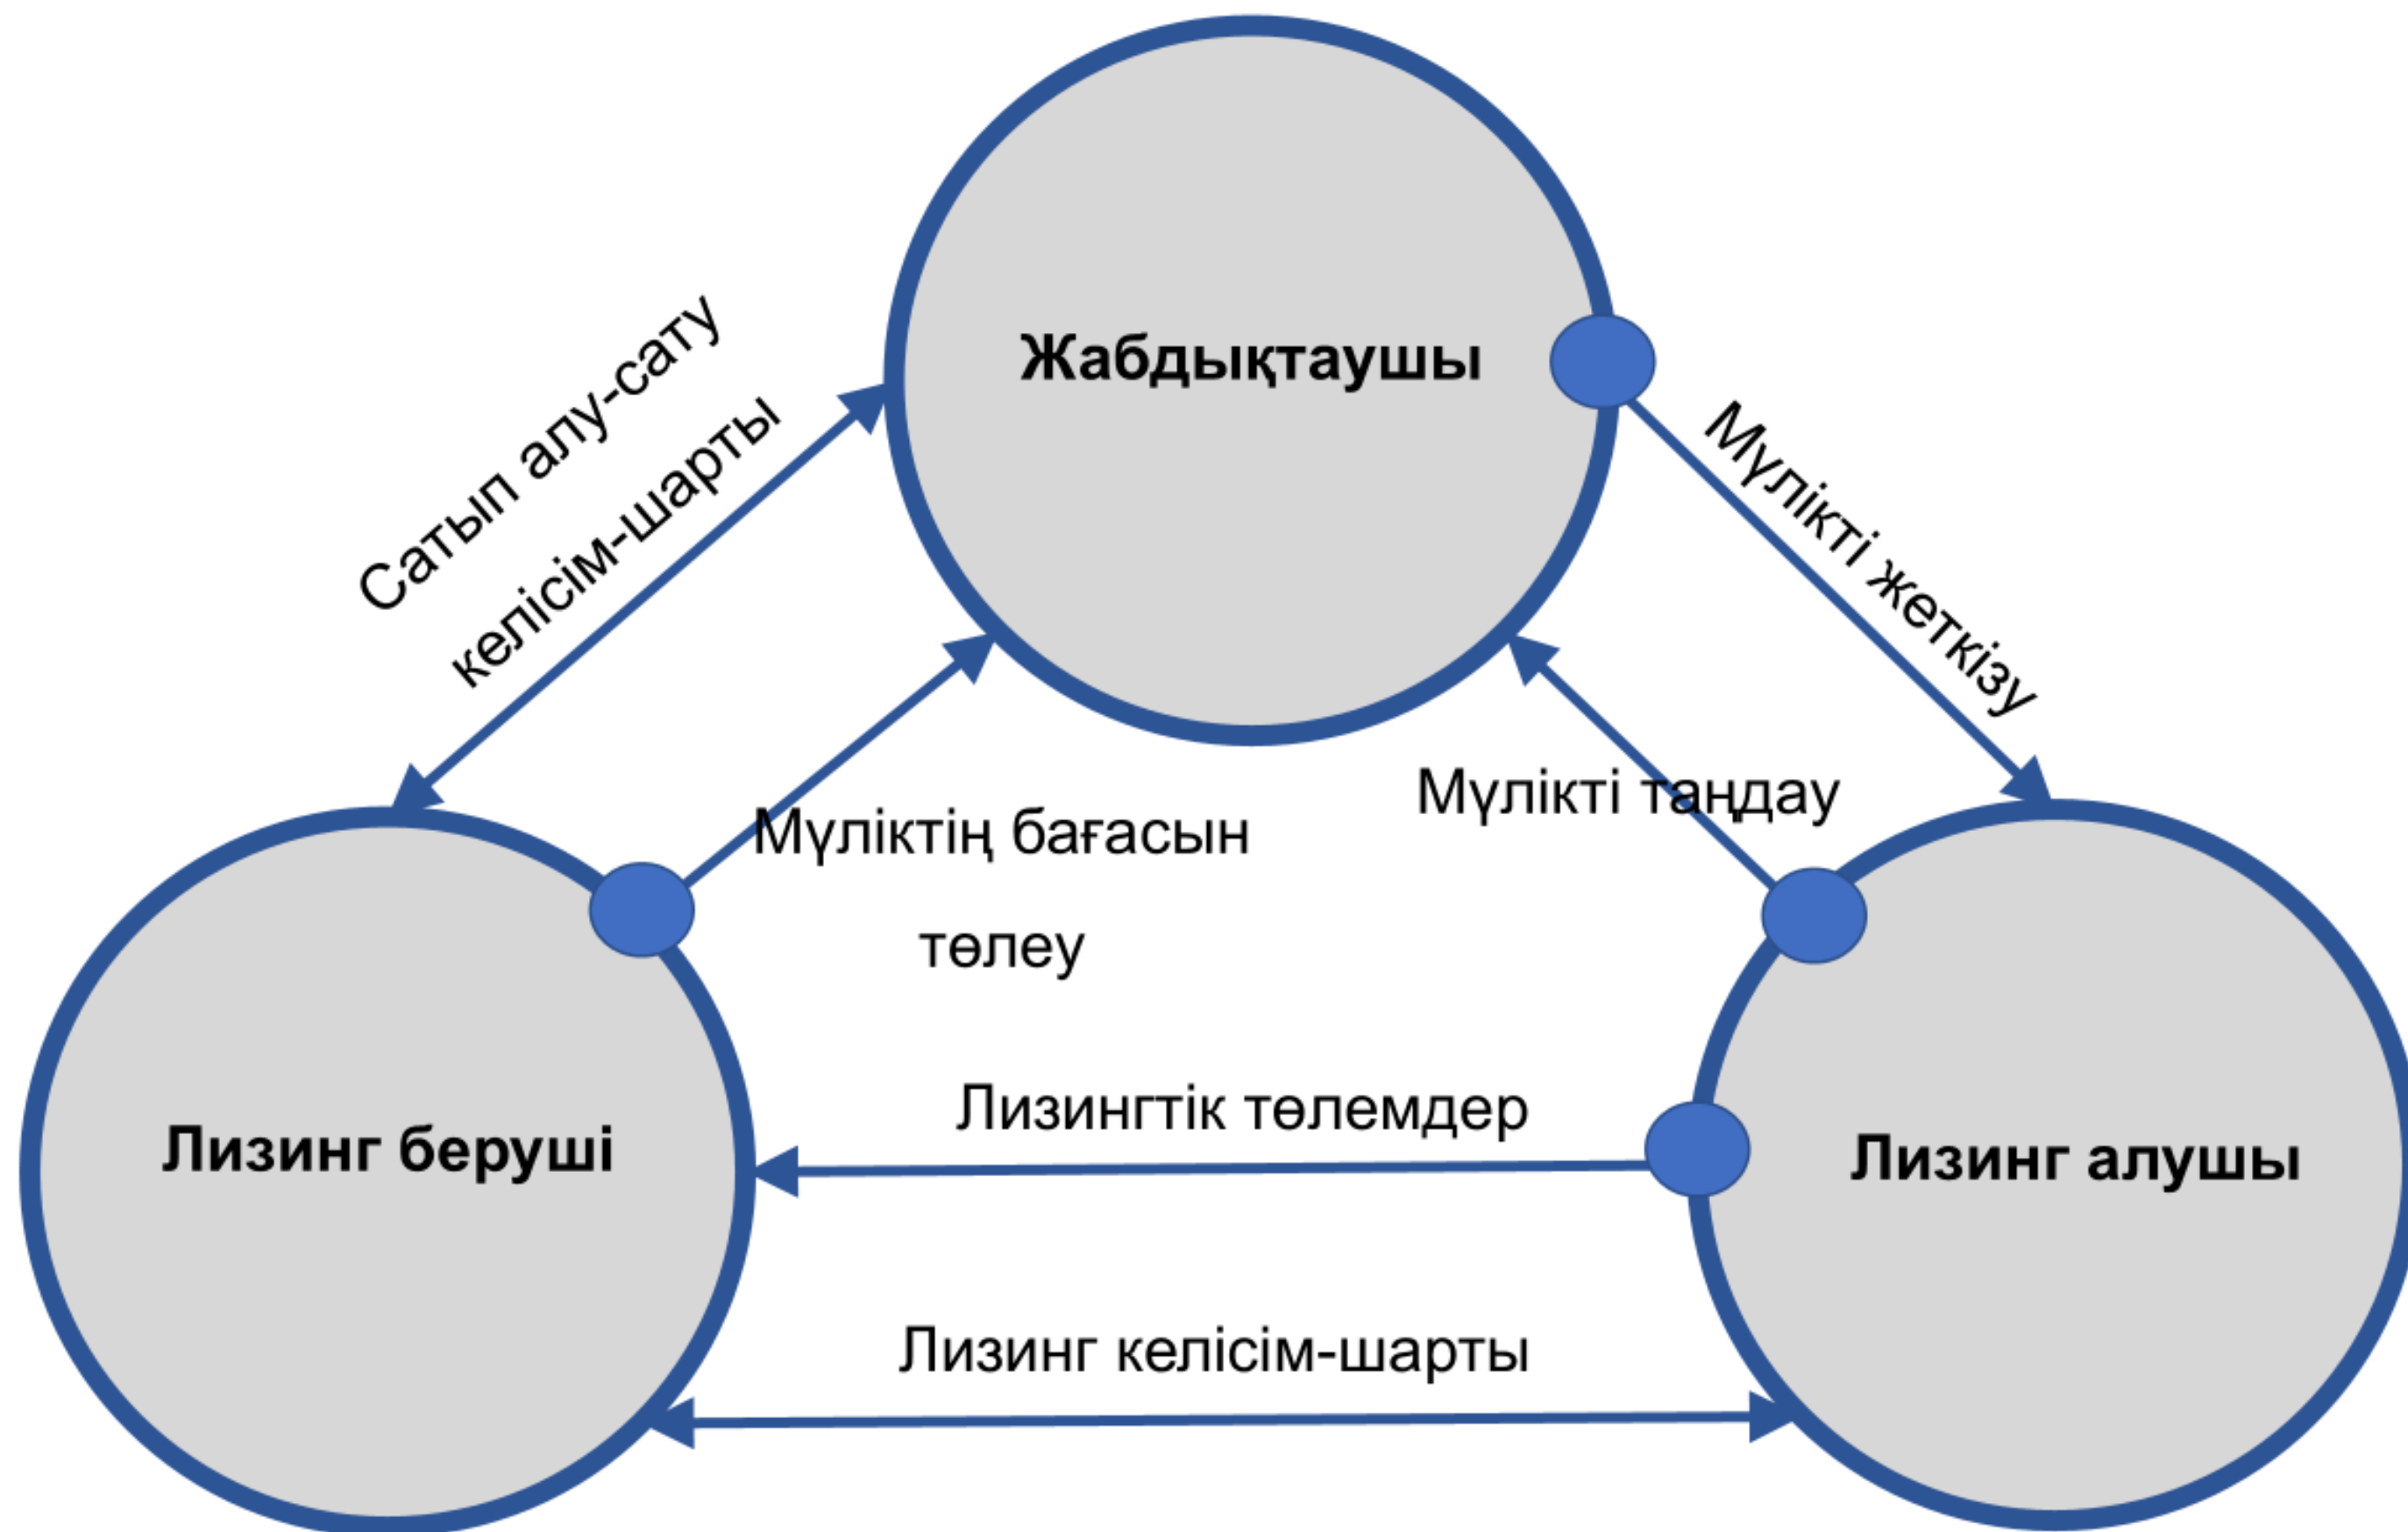 Жабдықтаушы
Сатып алу-сату
келісім-шарты
Мүлікті жеткізу
Мүліктің бағасын
төлеу
Мүлікті таңдау
Лизинг беруші
Лизингтік төлемдер
Лизинг алушы
Лизинг келісім-шарты